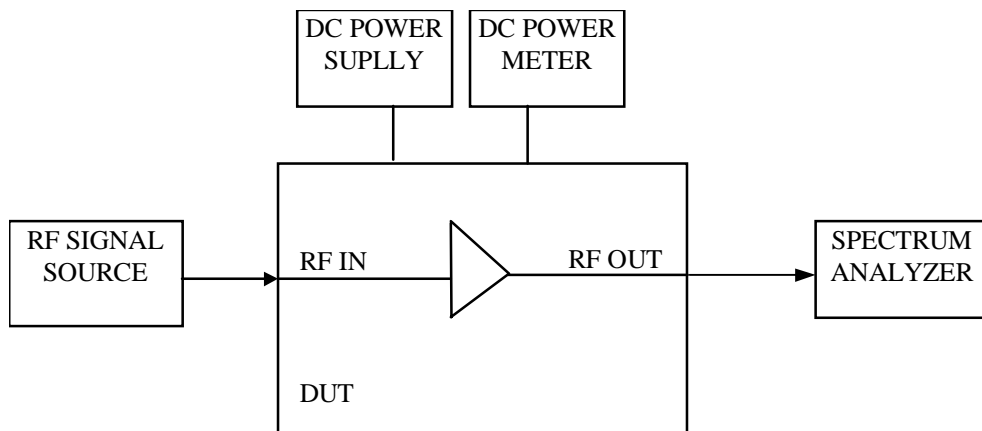 DC POWER
SUPLLY
DC POWER
METER
RF SIGNAL
SOURCE
RF IN
RF OUT
SPECTRUM
ANALYZER
DUT